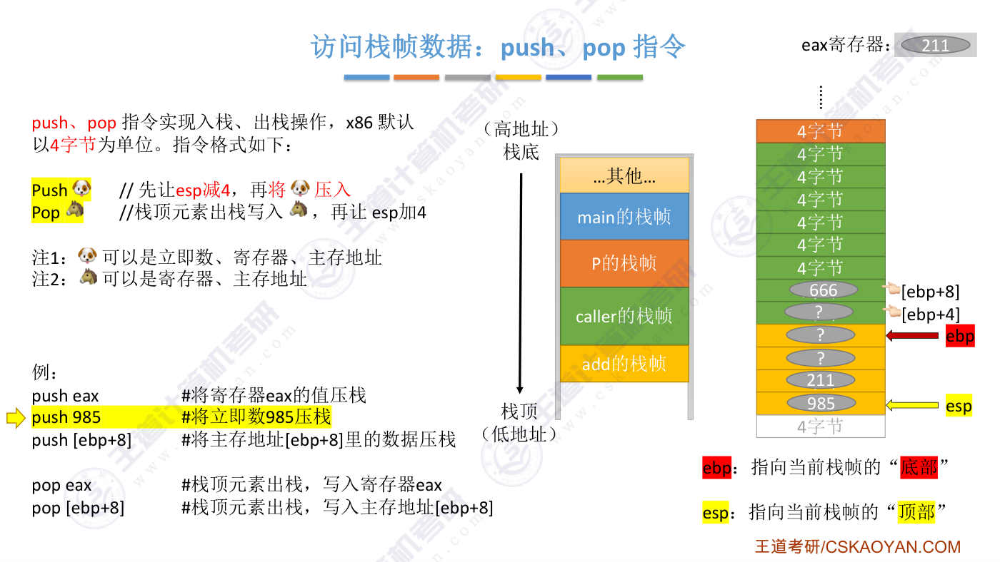 访问栈帧数据：push、pop 指令
eax寄存器：
211
push、pop 指令实现入栈、出栈操作，x86 默认
以4字节为单位。指令格式如下：
Push 🐶 // 先让esp减4，再将 🐶 压入
Pop 🐴 //栈顶元素出栈写入 🐴 ，再让 esp加4
注1：🐶 可以是立即数、寄存器、主存地址
注2：🐴 可以是寄存器、主存地址
例：
push eax #将寄存器eax的值压栈
push 985 #将立即数985压栈
push [ebp+8] #将主存地址[ebp+8]里的数据压栈
pop eax #栈顶元素出栈，写入寄存器eax
pop [ebp+8] #栈顶元素出栈，写入主存地址[ebp+8]
（高地址）
栈底
栈顶
（低地址）
…其他…
main的栈帧
P的栈帧
caller的栈帧
add的栈帧
4字节
4字节
4字节
4字节
4字节
4字节
4字节
666
[ebp+8]
?
[ebp+4]
?
ebp
?
211
985
esp
4字节
ebp：指向当前栈帧的“底部”
esp：指向当前栈帧的“顶部”
王道考研/CSKAOYAN.COM
王道计算机考研
www.cskaoyan.com